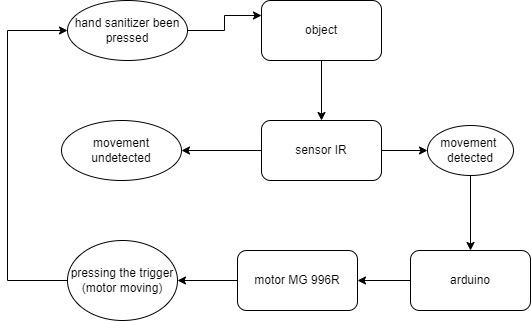 hand sanitizer been
pressed
object
movement
undetected
sensor IR
movement
detected
pressing the trigger
(motor moving)
motor MG 996R
arduino